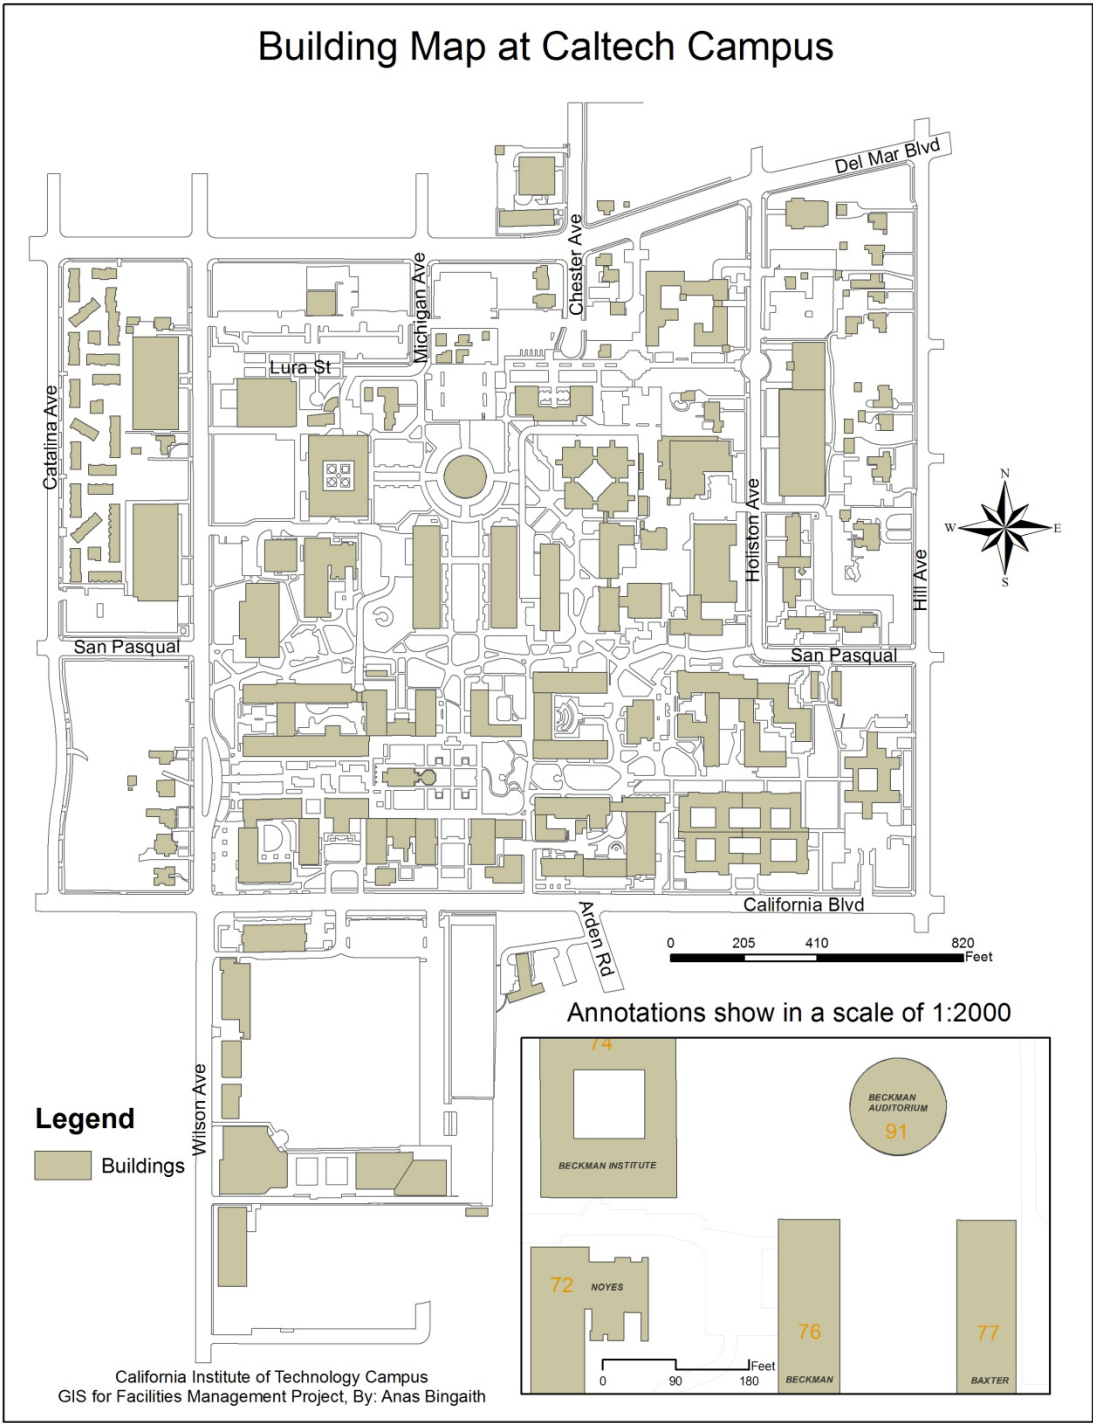 Building Map at Caltech Campus
Del Mar Blvd
Chester Ave
Michigan Ave
Lura St
Catalina Ave
Holiston Ave
Hill Ave
N
W
E
S
San Pasqual
San Pasqual
California Blvd
Arden Rd
0 205 410 820
Feet
Wilson Ave
Annotations show in a scale of 1:2000
74
BECKMAN INSTITUTE
BECKMAN
AUDITORIUM
91
72 NOYES
76
BECKMAN
77
BAXTER
Feet
0 90 180
Legend
Buildings
California Institute of Technology Campus
GIS for Facilities Management Project, By: Anas Bingaith